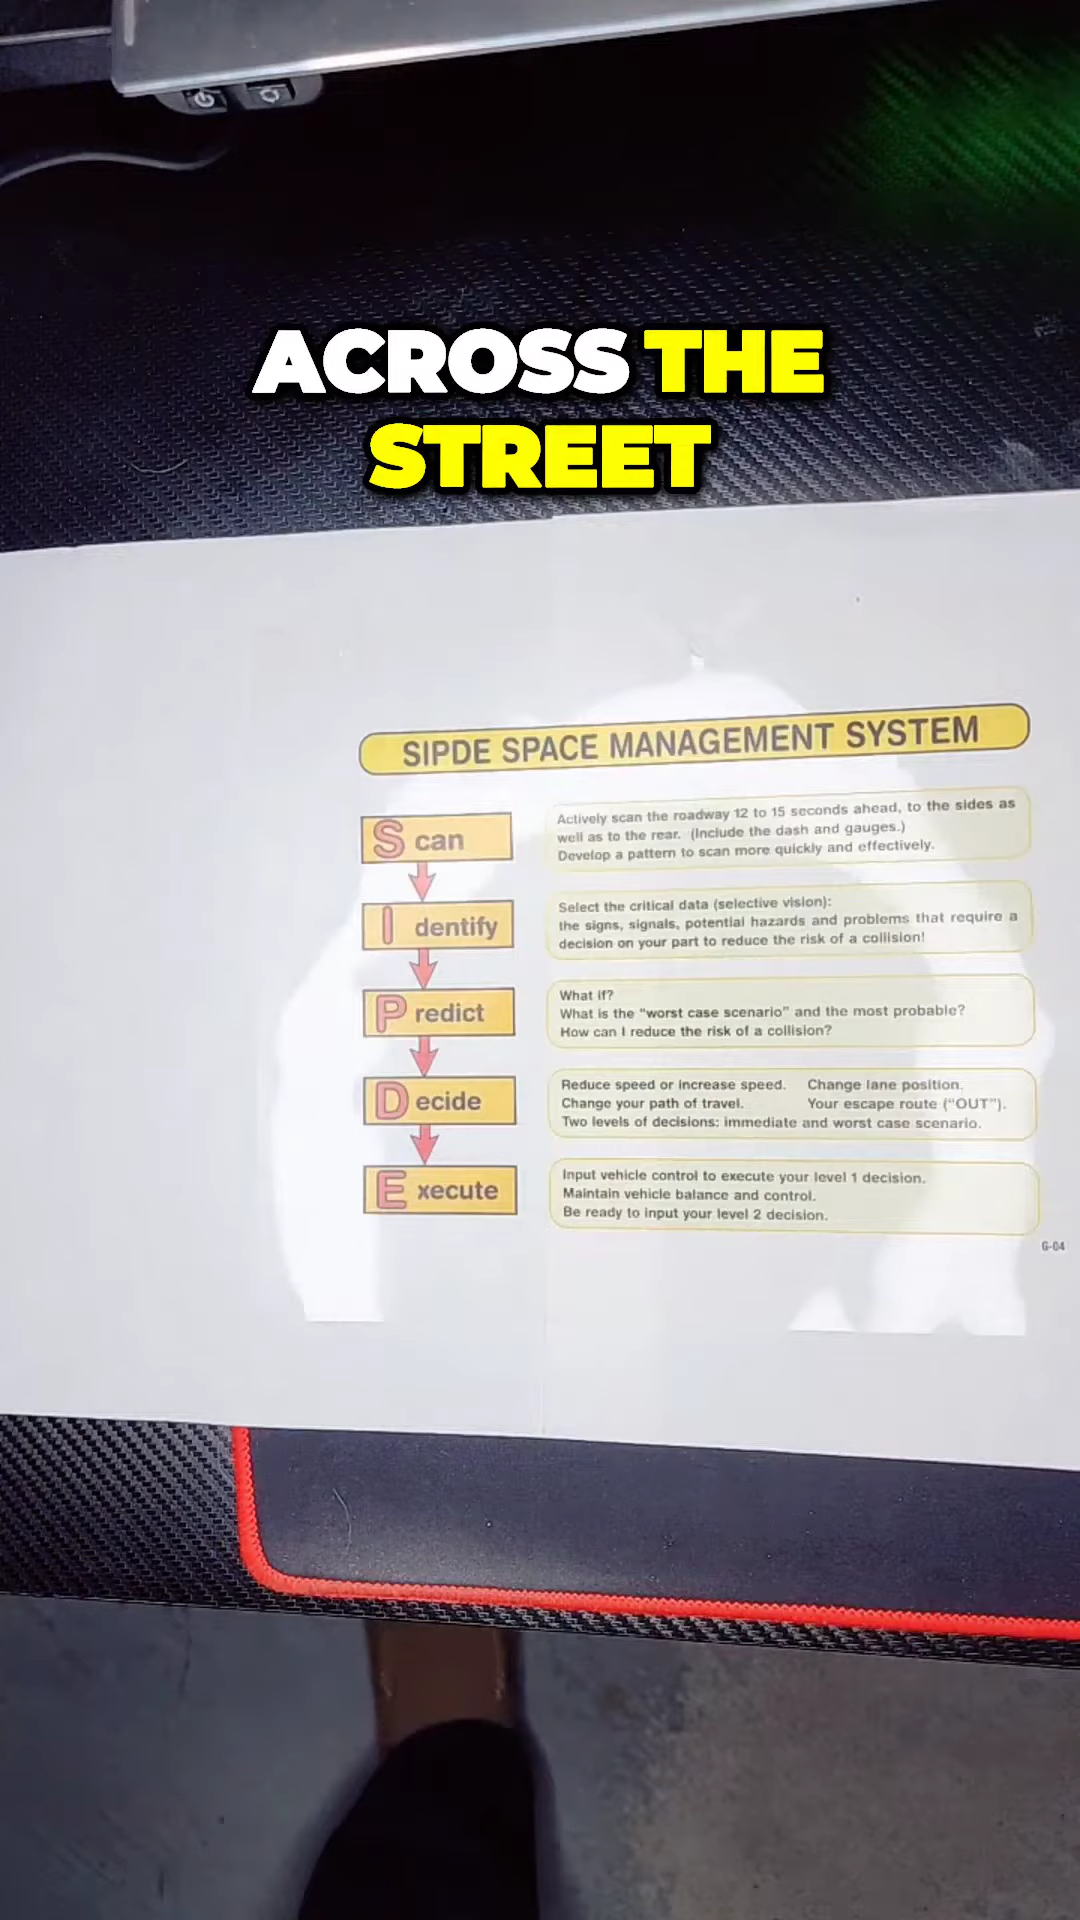 ACROSS THE
STREET
SIPDE SPACE MANAGEMENT SYSTEM
Scan
Actively scan the roadway 12 to 15 seconds ahead, to the sides as
well as to the rear. (Include the dash and gauges.)
Develop a pattern to scan more quickly and effectively.
Identify
Select the critical data (selective vision):
the signs, signals, potential hazards and problems that require a
decision on your part to reduce the risk of a collision!
Predict
What if?
What is the "worst case scenario" and the most probable?
How can I reduce the risk of a collision?
Decide
Reduce speed or increase speed. Change lane position.
Change your path of travel. Your escape route ("OUT").
Two levels of decisions: immediate and worst case scenario.
Execute
Input vehicle control to execute your level 1 decision.
Maintain vehicle balance and control.
Be ready to input your level 2 decision.
G-04